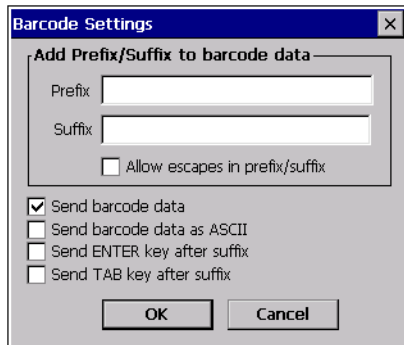 Barcode Settings
Add Prefix/Suffix to barcode data
Prefix
Suffix
Allow escapes in prefix/suffix
Send barcode data
Send barcode data as ASCII
Send ENTER key after suffix
Send TAB key after suffix
OK Cancel